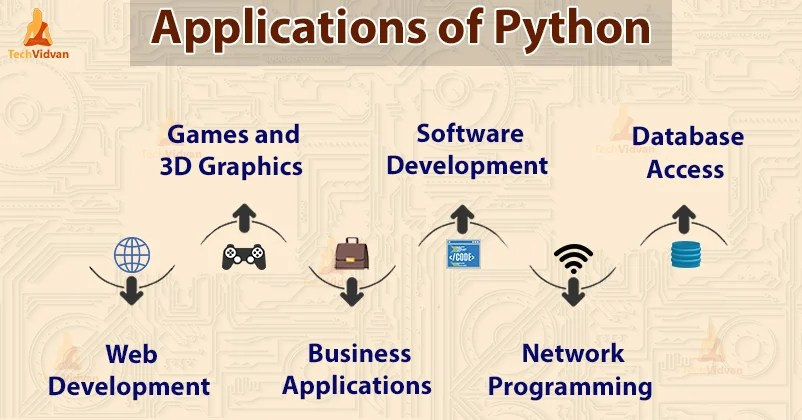 Applications of Python
TechVidvan
Games and
3D Graphics
Software
Development
Database
Access
</CODE>
Web
Development
Business
Applications
Network
Programming